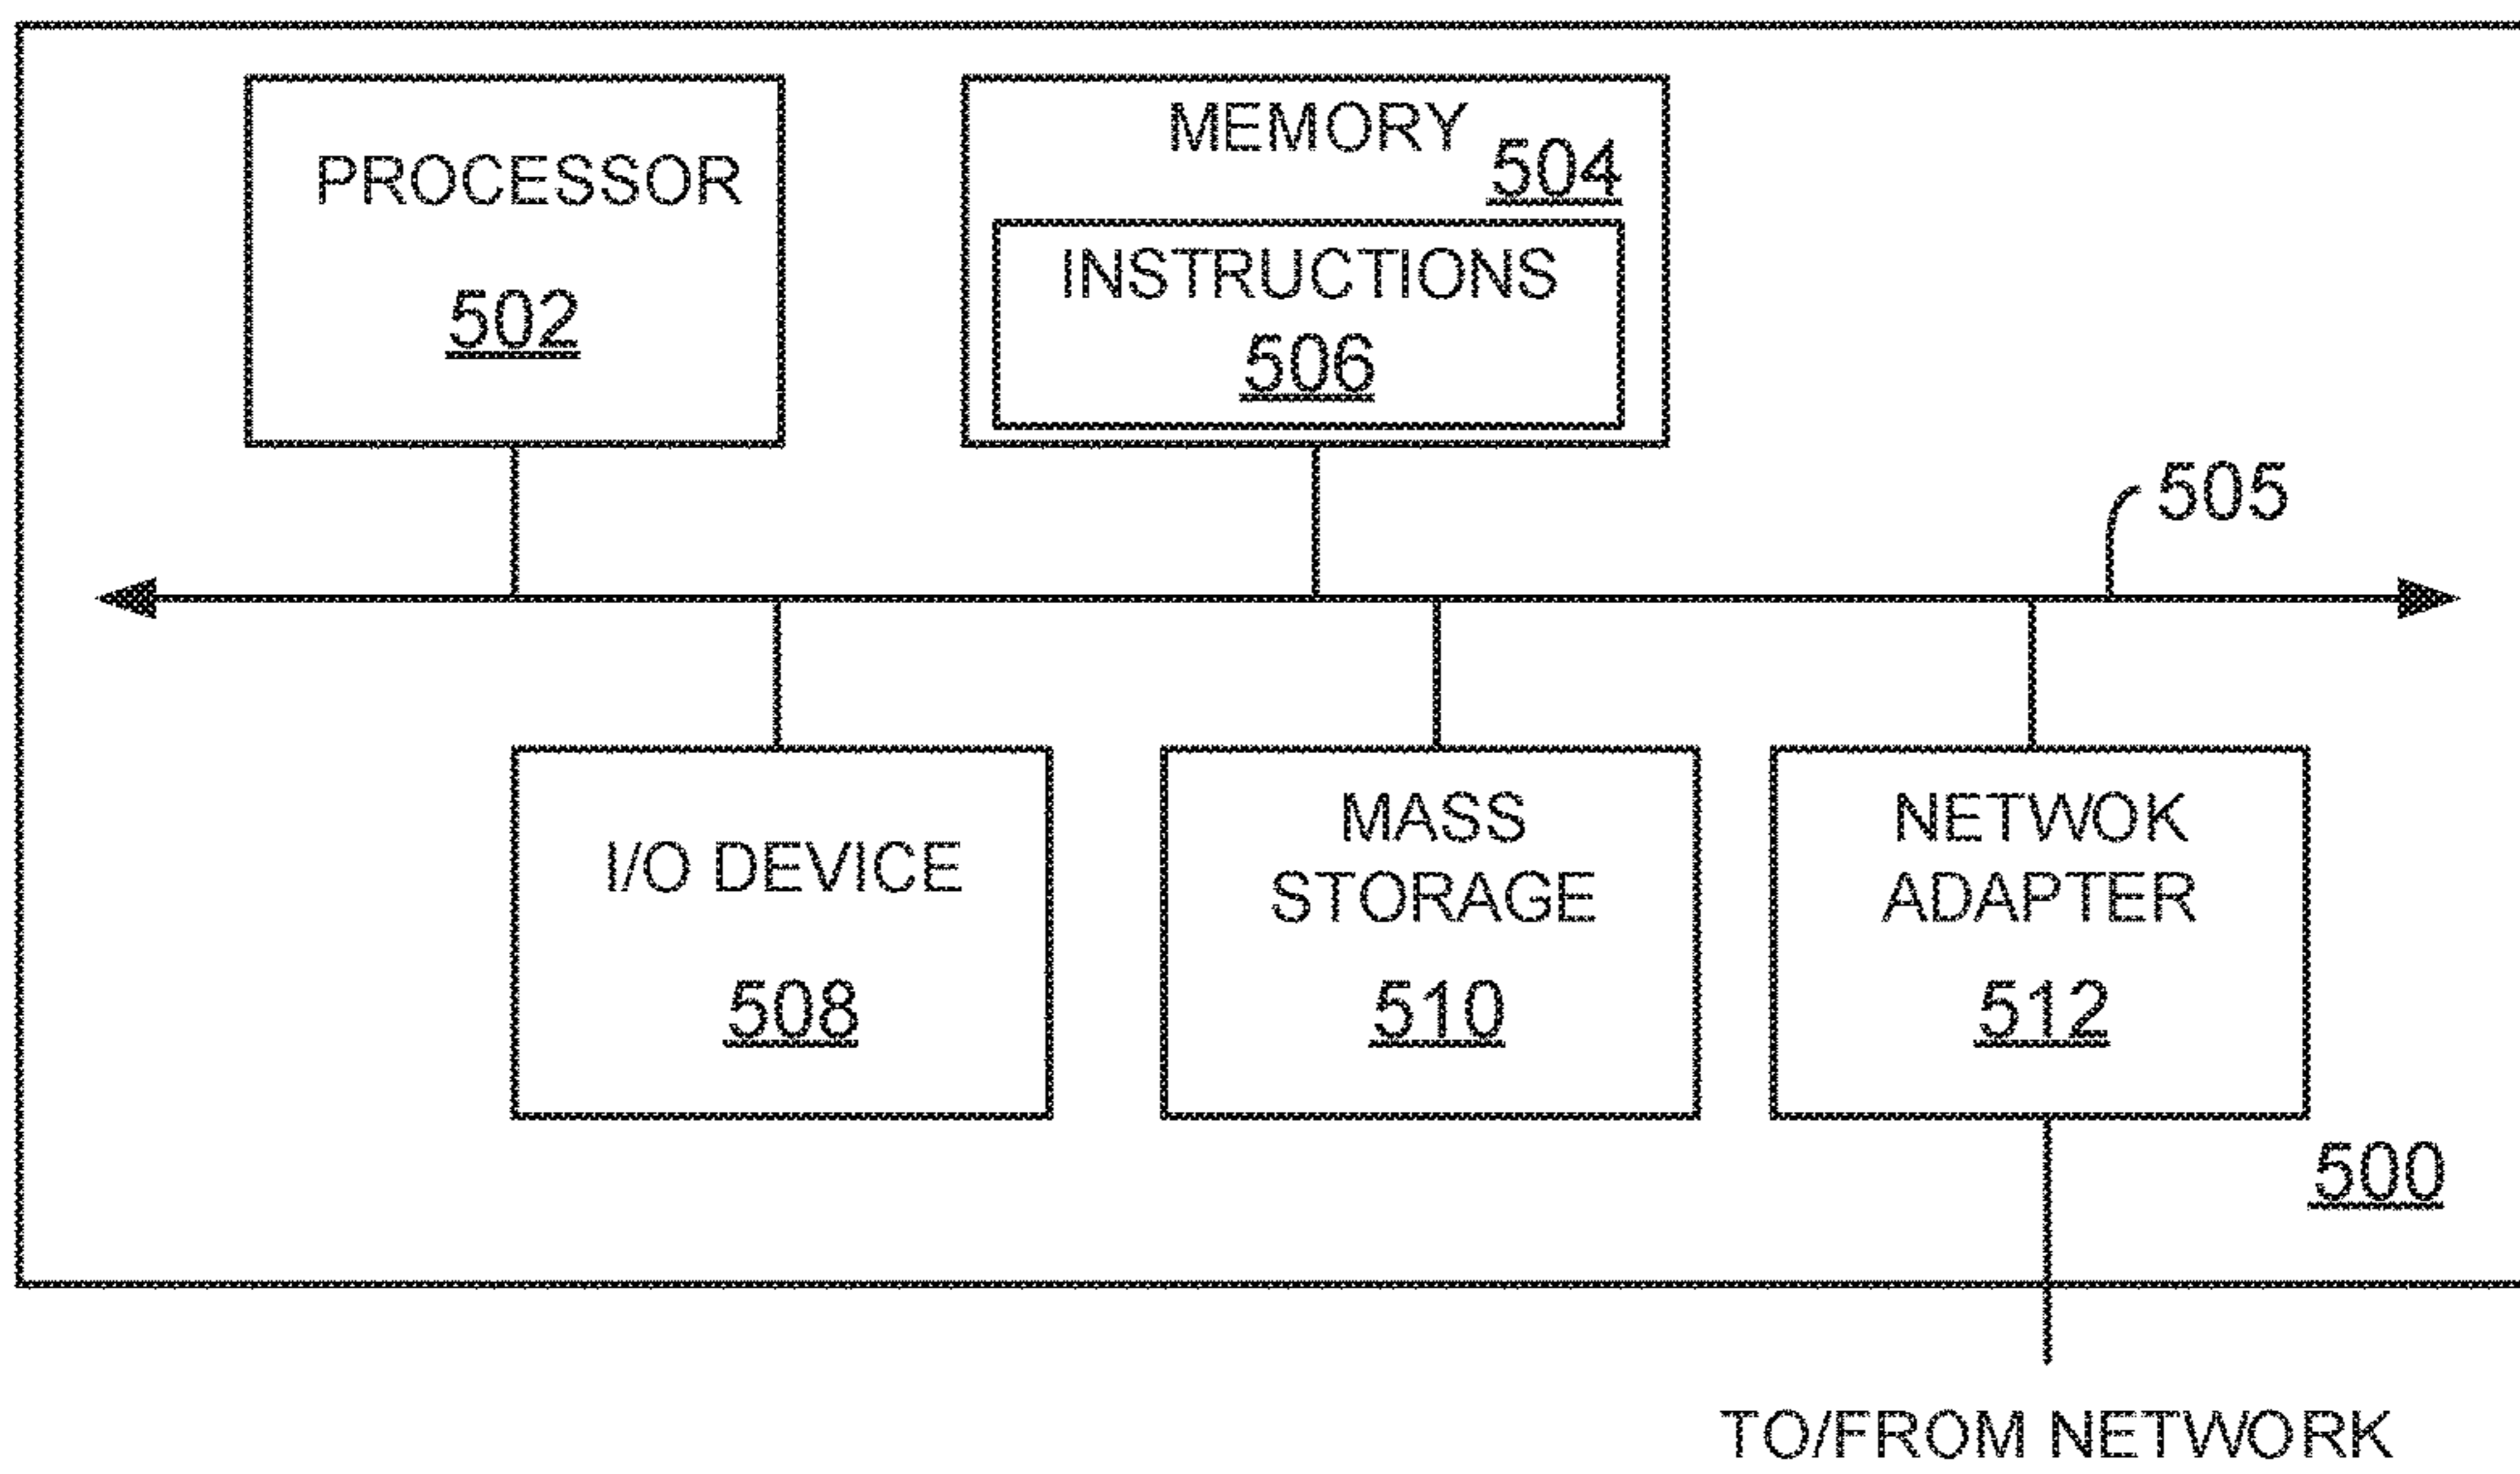 PROCESSOR
502
MEMORY
504
INSTRUCTIONS
506
505
I/O DEVICE
508
MASS
STORAGE
510
NETWOK
ADAPTER
512
500
TO/FROM NETWORK